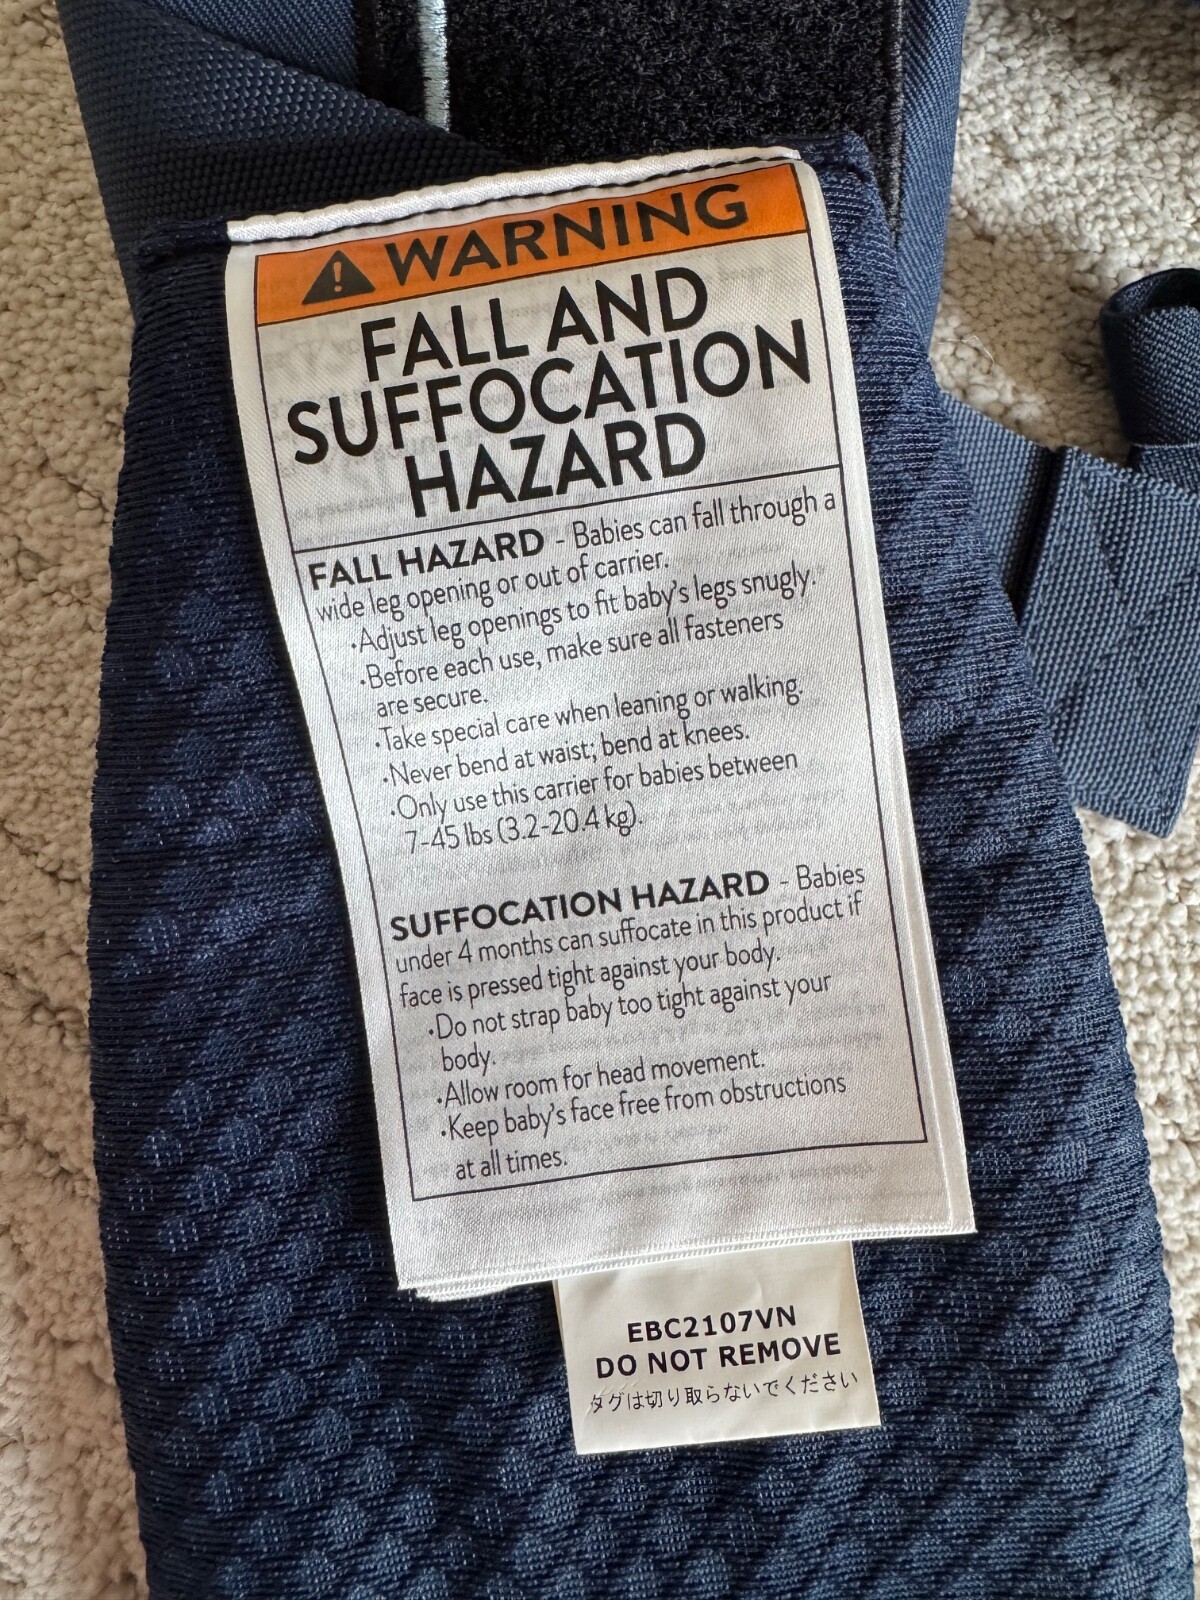 WARNING
FALL AND
SUFFOCATION
HAZARD
FALL HAZARD - Babies can fall through a
wide leg opening or out of carrier.
•Adjust leg openings to fit baby's legs snugly.
•Before each use, make sure all fasteners
are secure.
•Take special care when leaning or walking.
•Never bend at waist; bend at knees.
•Only use this carrier for babies between
7-45 lbs (3.2-20.4 kg).
SUFFOCATION HAZARD - Babies
under 4 months can suffocate in this product if
face is pressed tight against your body.
•Do not strap baby too tight against your
body.
•Allow room for head movement.
•Keep baby's face free from obstructions
at all times.
EBC2107VN
DO NOT REMOVE
タグは切り取らないでください